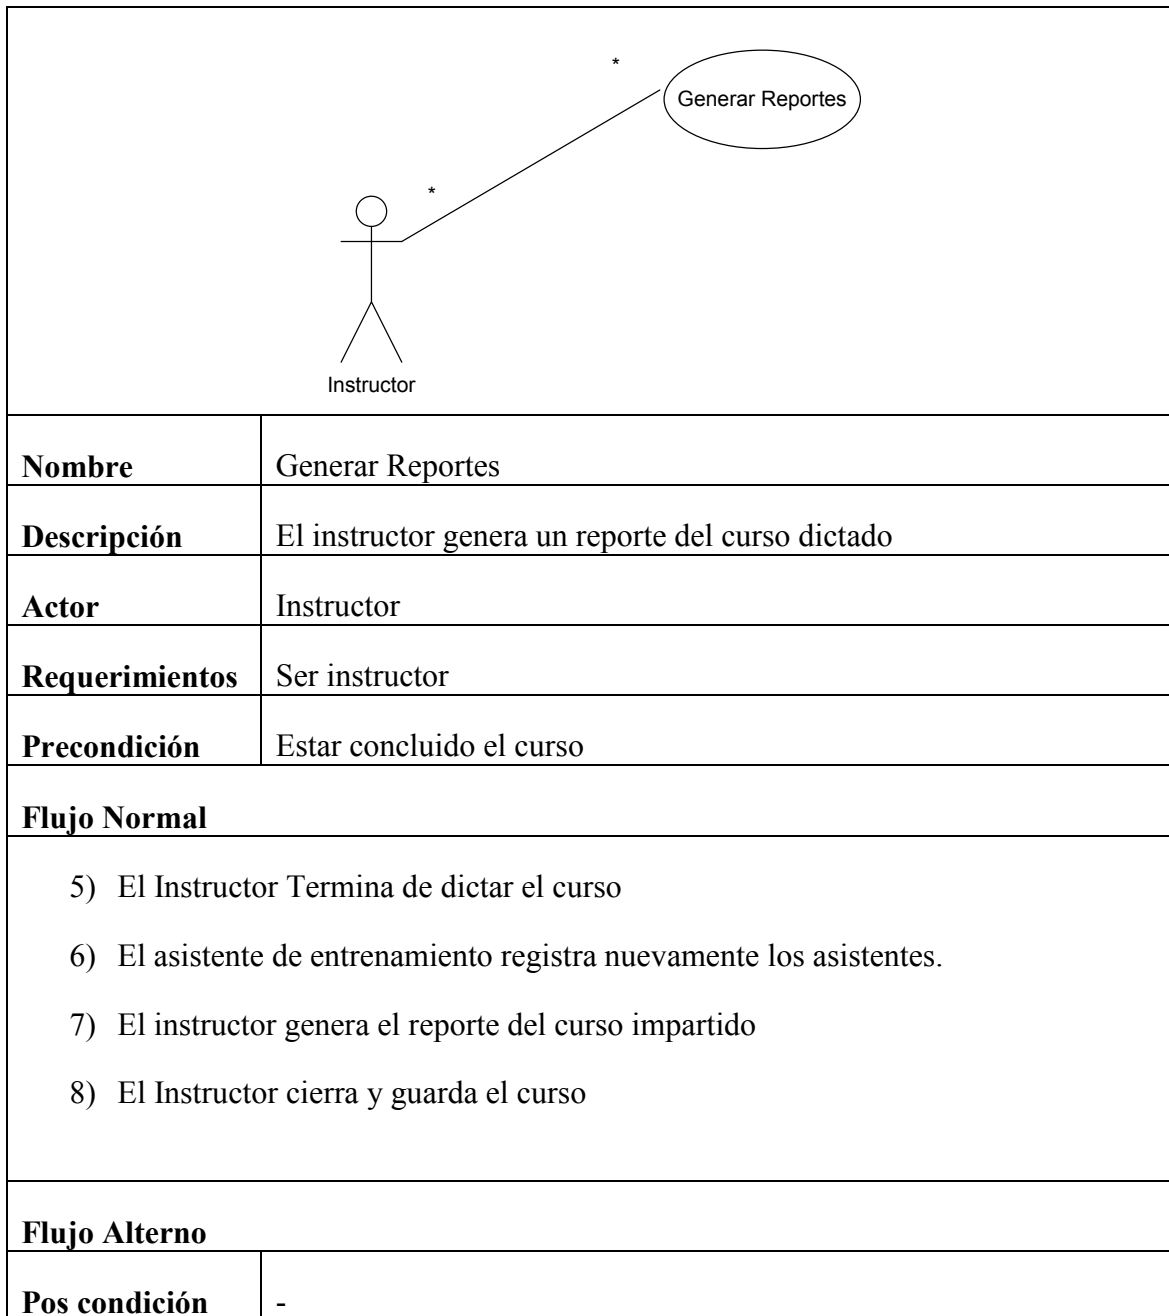 *
Generar Reportes
*
Instructor
Nombre Generar Reportes
Descripción El instructor genera un reporte del curso dictado
Actor Instructor
Requerimientos Ser instructor
Precondición Estar concluido el curso
Flujo Normal
5) El Instructor Termina de dictar el curso
6) El asistente de entrenamiento registra nuevamente los asistentes.
7) El instructor genera el reporte del curso impartido
8) El Instructor cierra y guarda el curso
Flujo Alterno
Pos condición -